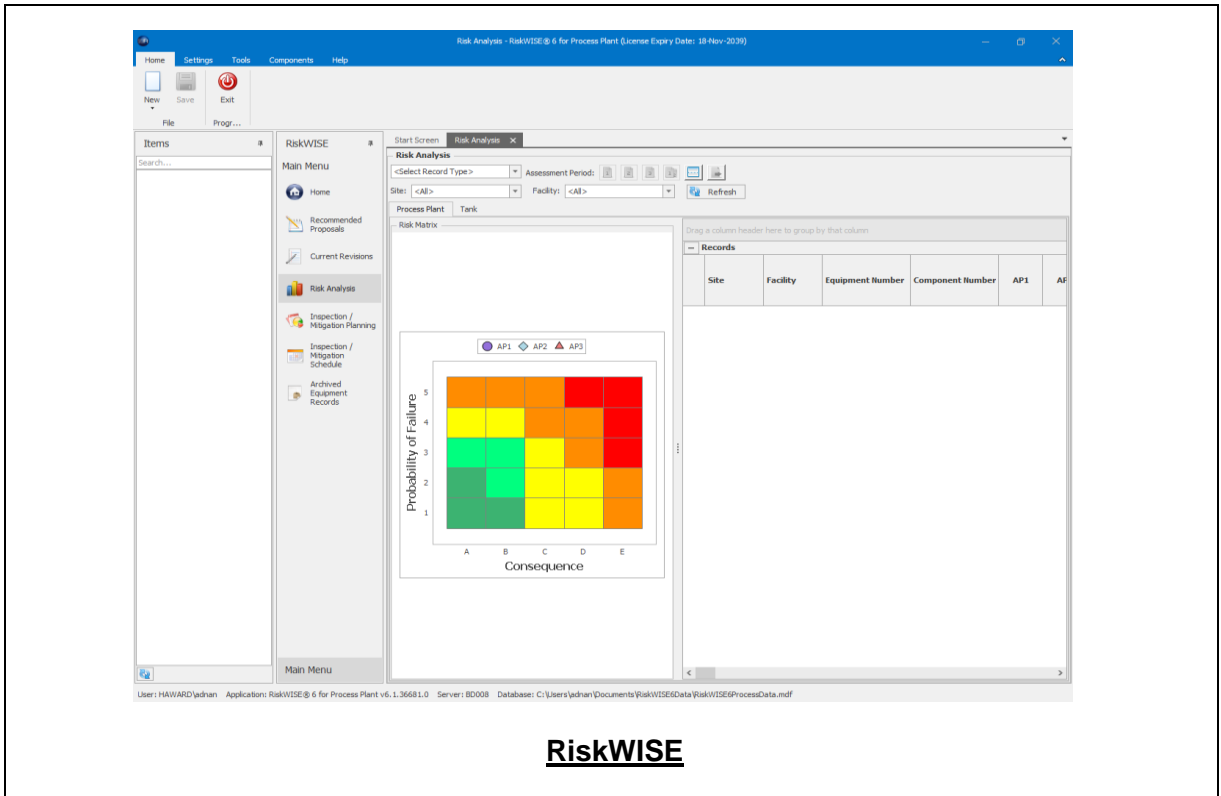 Risk Analysis - RiskWISE® 6 for Process Plant (License Expiry Date: 18-Nov-2039)
Home Settings Tools Components Help
New Save Exit
File Progr...
Items
Search...
RiskWISE
Main Menu
Home
Recommended
Proposals
Current Revisions
Risk Analysis
Inspection /
Mitigation Planning
Inspection /
Mitigation
Schedule
Archived
Equipment
Records
Main Menu
Start Screen Risk Analysis
Risk Analysis
<Select Record Type> Assessment Period:
Site: <All> Facility: <All> Refresh
Process Plant Tank
Risk Matrix
AP1 AP2 AP3
Probability of Failure
5
4
3
2
1
A B C D E
Consequence
Drag a column header here to group by that column
Records
Site Facility Equipment Number Component Number AP1 AP
User: HAWARD\adnan Application: RiskWISE® 6 for Process Plant v6.1.36681.0 Server: BD008 Database: C:\Users\adnan\Documents\RiskWISE6Data\RiskWISE6ProcessData.mdf
RiskWISE